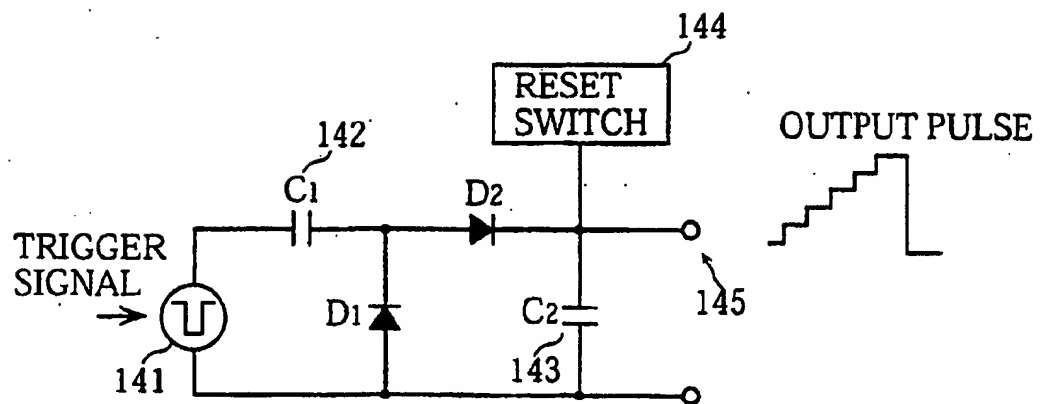 144
RESET
SWITCH
OUTPUT PULSE
142
C1
D2
TRIGGER
SIGNAL
D1
C2
145
141
143